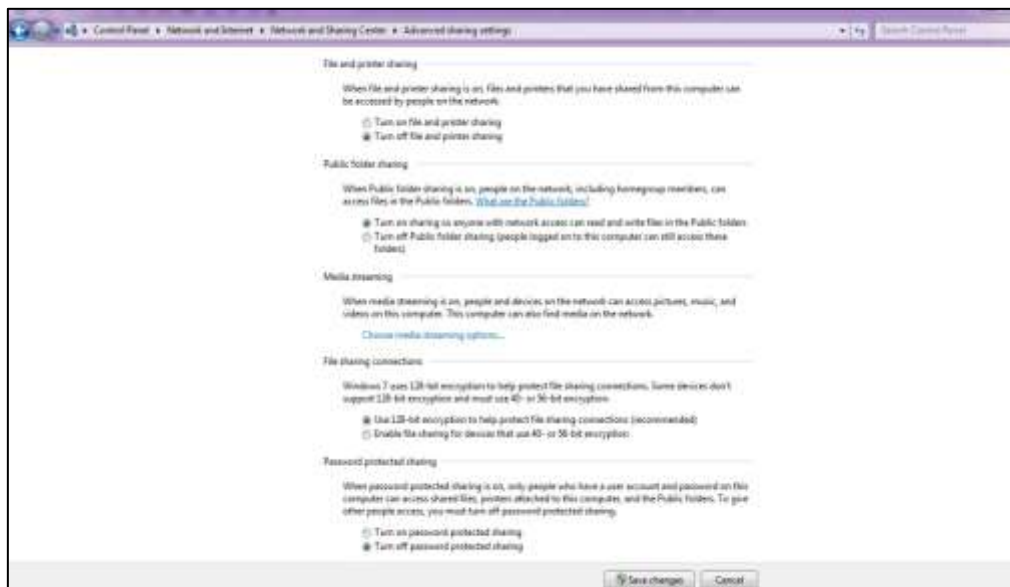 Control Panel ▸ Network and Internet ▸ Network and Sharing Center ▸ Advanced sharing settings
Search Control Panel
File and printer sharing
When file and printer sharing is on, files and printers that you have shared from this computer can
be accessed by people on the network.
Turn on file and printer sharing
Turn off file and printer sharing
Public folder sharing
When Public folder sharing is on, people on the network, including homegroup members, can
access files in the Public folders. What are the Public folders?
Turn on sharing so anyone with network access can read and write files in the Public folders
Turn off Public folder sharing (people logged on to this computer can still access these
folders)
Media streaming
When media streaming is on, people and devices on the network can access pictures, music, and
videos on this computer. This computer can also find media on the network.
Choose media streaming options...
File sharing connections
Windows 7 uses 128-bit encryption to help protect file sharing connections. Some devices don't
support 128-bit encryption and must use 40- or 56-bit encryption.
Use 128-bit encryption to help protect file sharing connections (recommended)
Enable file sharing for devices that use 40- or 56-bit encryption
Password protected sharing
When password protected sharing is on, only people who have a user account and password on this
computer can access shared files, printers attached to this computer, and the Public folders. To give
other people access, you must turn off password protected sharing.
Turn on password protected sharing
Turn off password protected sharing
Save changes
Cancel